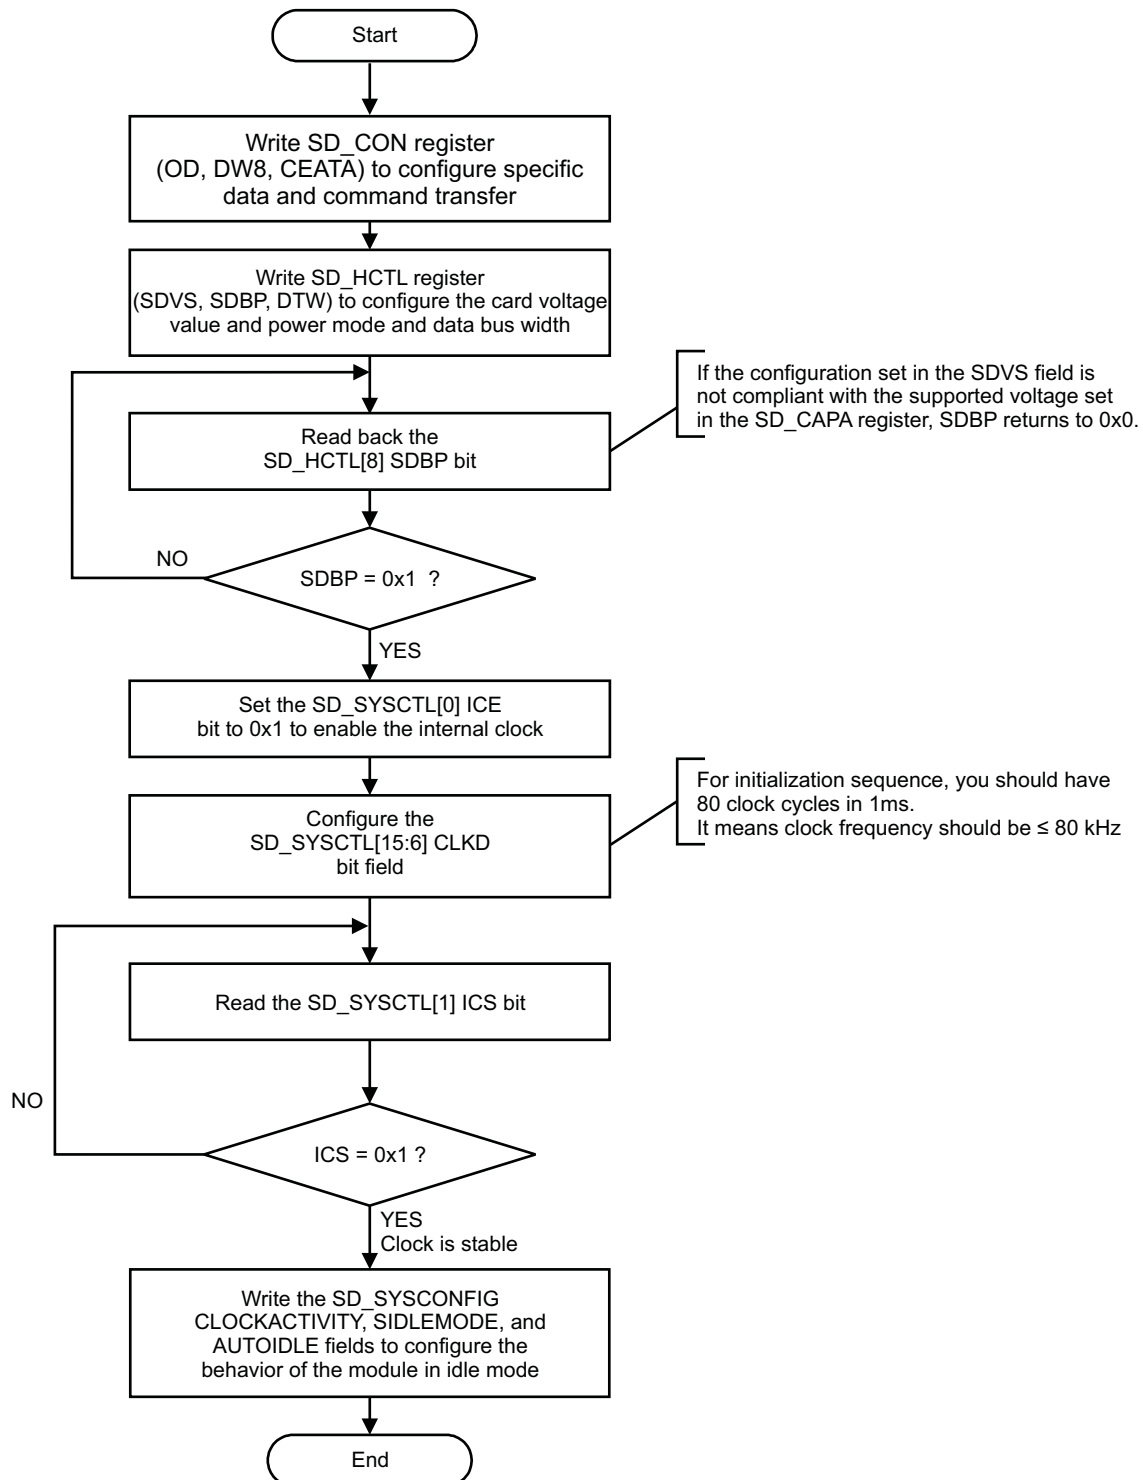 Start
Write SD_CON register
(OD, DW8, CEATA) to configure specific
data and command transfer
Write SD_HCTL register
(SDVS, SDBP, DTW) to configure the card voltage
value and power mode and data bus width
If the configuration set in the SDVS field is
not compliant with the supported voltage set
in the SD_CAPA register, SDBP returns to 0x0.
Read back the
SD_HCTL[8] SDBP bit
NO
SDBP = 0x1 ?
YES
Set the SD_SYSCTL[0] ICE
bit to 0x1 to enable the internal clock
For initialization sequence, you should have
80 clock cycles in 1ms.
It means clock frequency should be ≤ 80 kHz
Configure the
SD_SYSCTL[15:6] CLKD
bit field
Read the SD_SYSCTL[1] ICS bit
NO
ICS = 0x1 ?
YES
Clock is stable
Write the SD_SYSCONFIG
CLOCKACTIVITY, SIDLEMODE, and
AUTOIDLE fields to configure the
behavior of the module in idle mode
End